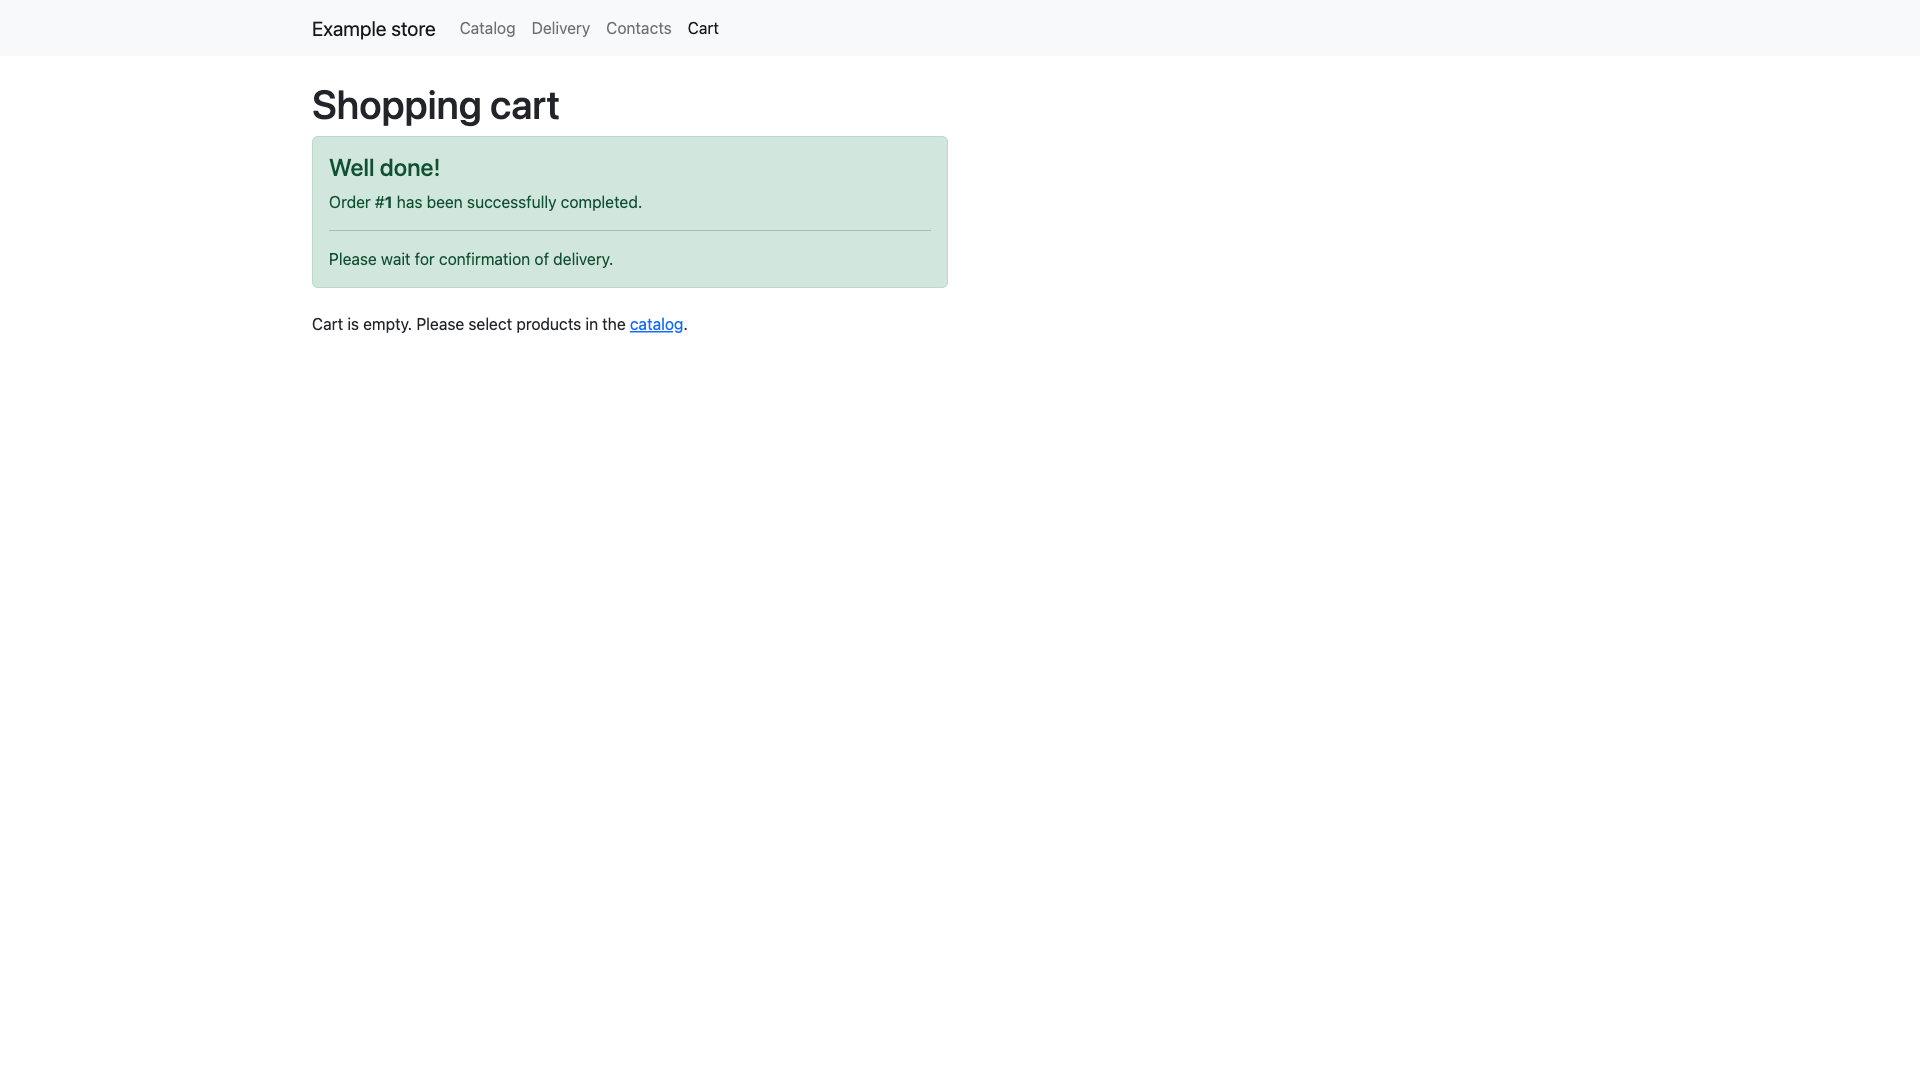 Example store Catalog Delivery Contacts Cart
Shopping cart
Well done!
Order #1 has been successfully completed.
Please wait for confirmation of delivery.
Cart is empty. Please select products in the catalog.